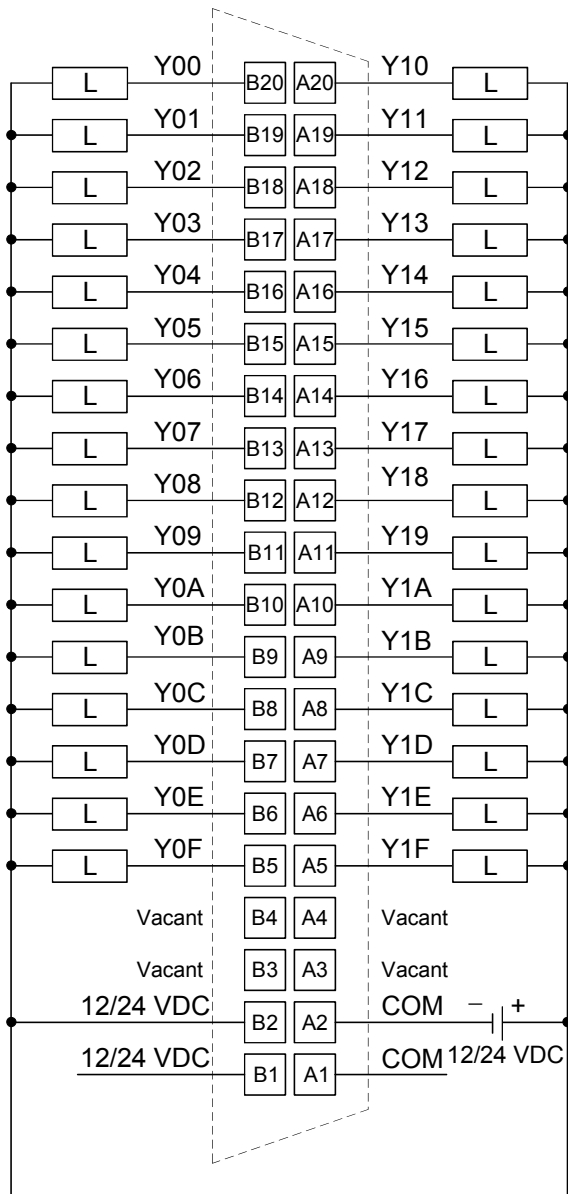 Y00 Y10
L B20 A20 L
Y01 Y11
L B19 A19 L
Y02 Y12
L B18 A18 L
Y03 Y13
L B17 A17 L
Y04 Y14
L B16 A16 L
Y05 Y15
L B15 A15 L
Y06 Y16
L B14 A14 L
Y07 Y17
L B13 A13 L
Y08 Y18
L B12 A12 L
Y09 Y19
L B11 A11 L
Y0A Y1A
L B10 A10 L
Y0B Y1B
L B9 A9 L
Y0C Y1C
L B8 A8 L
Y0D Y1D
L B7 A7 L
Y0E Y1E
L B6 A6 L
Y0F Y1F
L B5 A5 L
Vacant B4 A4 Vacant
Vacant B3 A3 Vacant
12/24 VDC COM − +
B2 A2
12/24 VDC COM 12/24 VDC
B1 A1